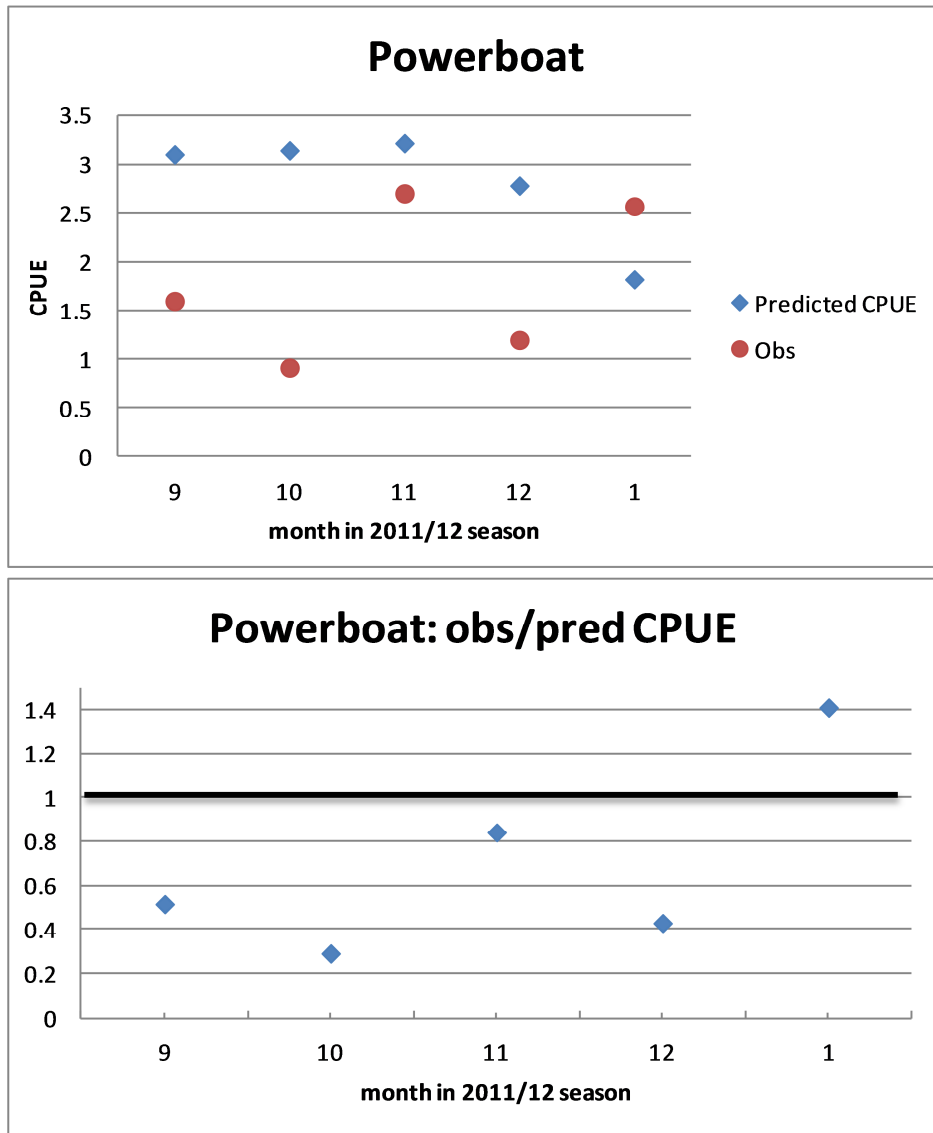 Powerboat
3.5
3
2.5
2
1.5
1
0.5
0
CPUE
9 10 11 12 1
month in 2011/12 season
Predicted CPUE
Obs
Powerboat: obs/pred CPUE
1.4
1.2
1
0.8
0.6
0.4
0.2
0
9 10 11 12 1
month in 2011/12 season